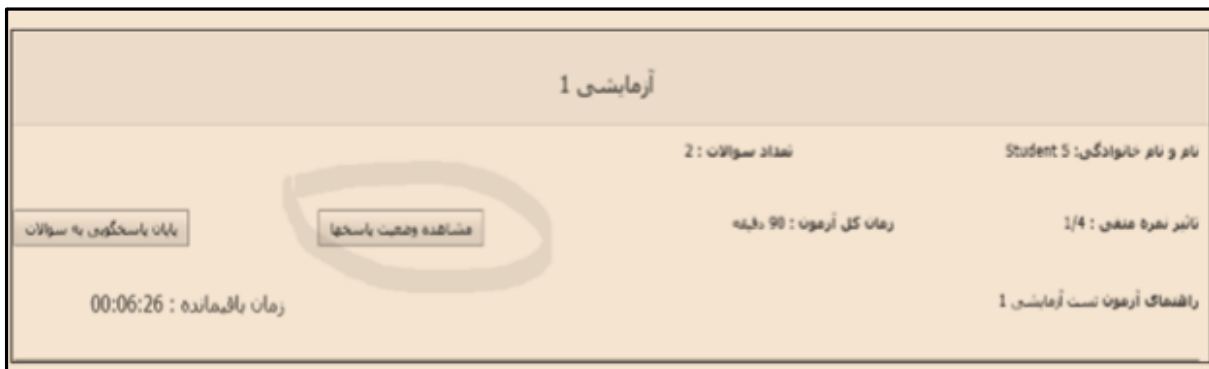 آزمایشی 1
نام و نام خانوادگی: Student 5 تعداد سوالات : 2
تاثیر نمره منفی : 1/4 زمان کل آزمون : 90 دقیقه مشاهده وضعیت پاسخها پایان پاسخگویی به سوالات
راهنمای آزمون تست آزمایشی 1 زمان باقیمانده : 00:06:26